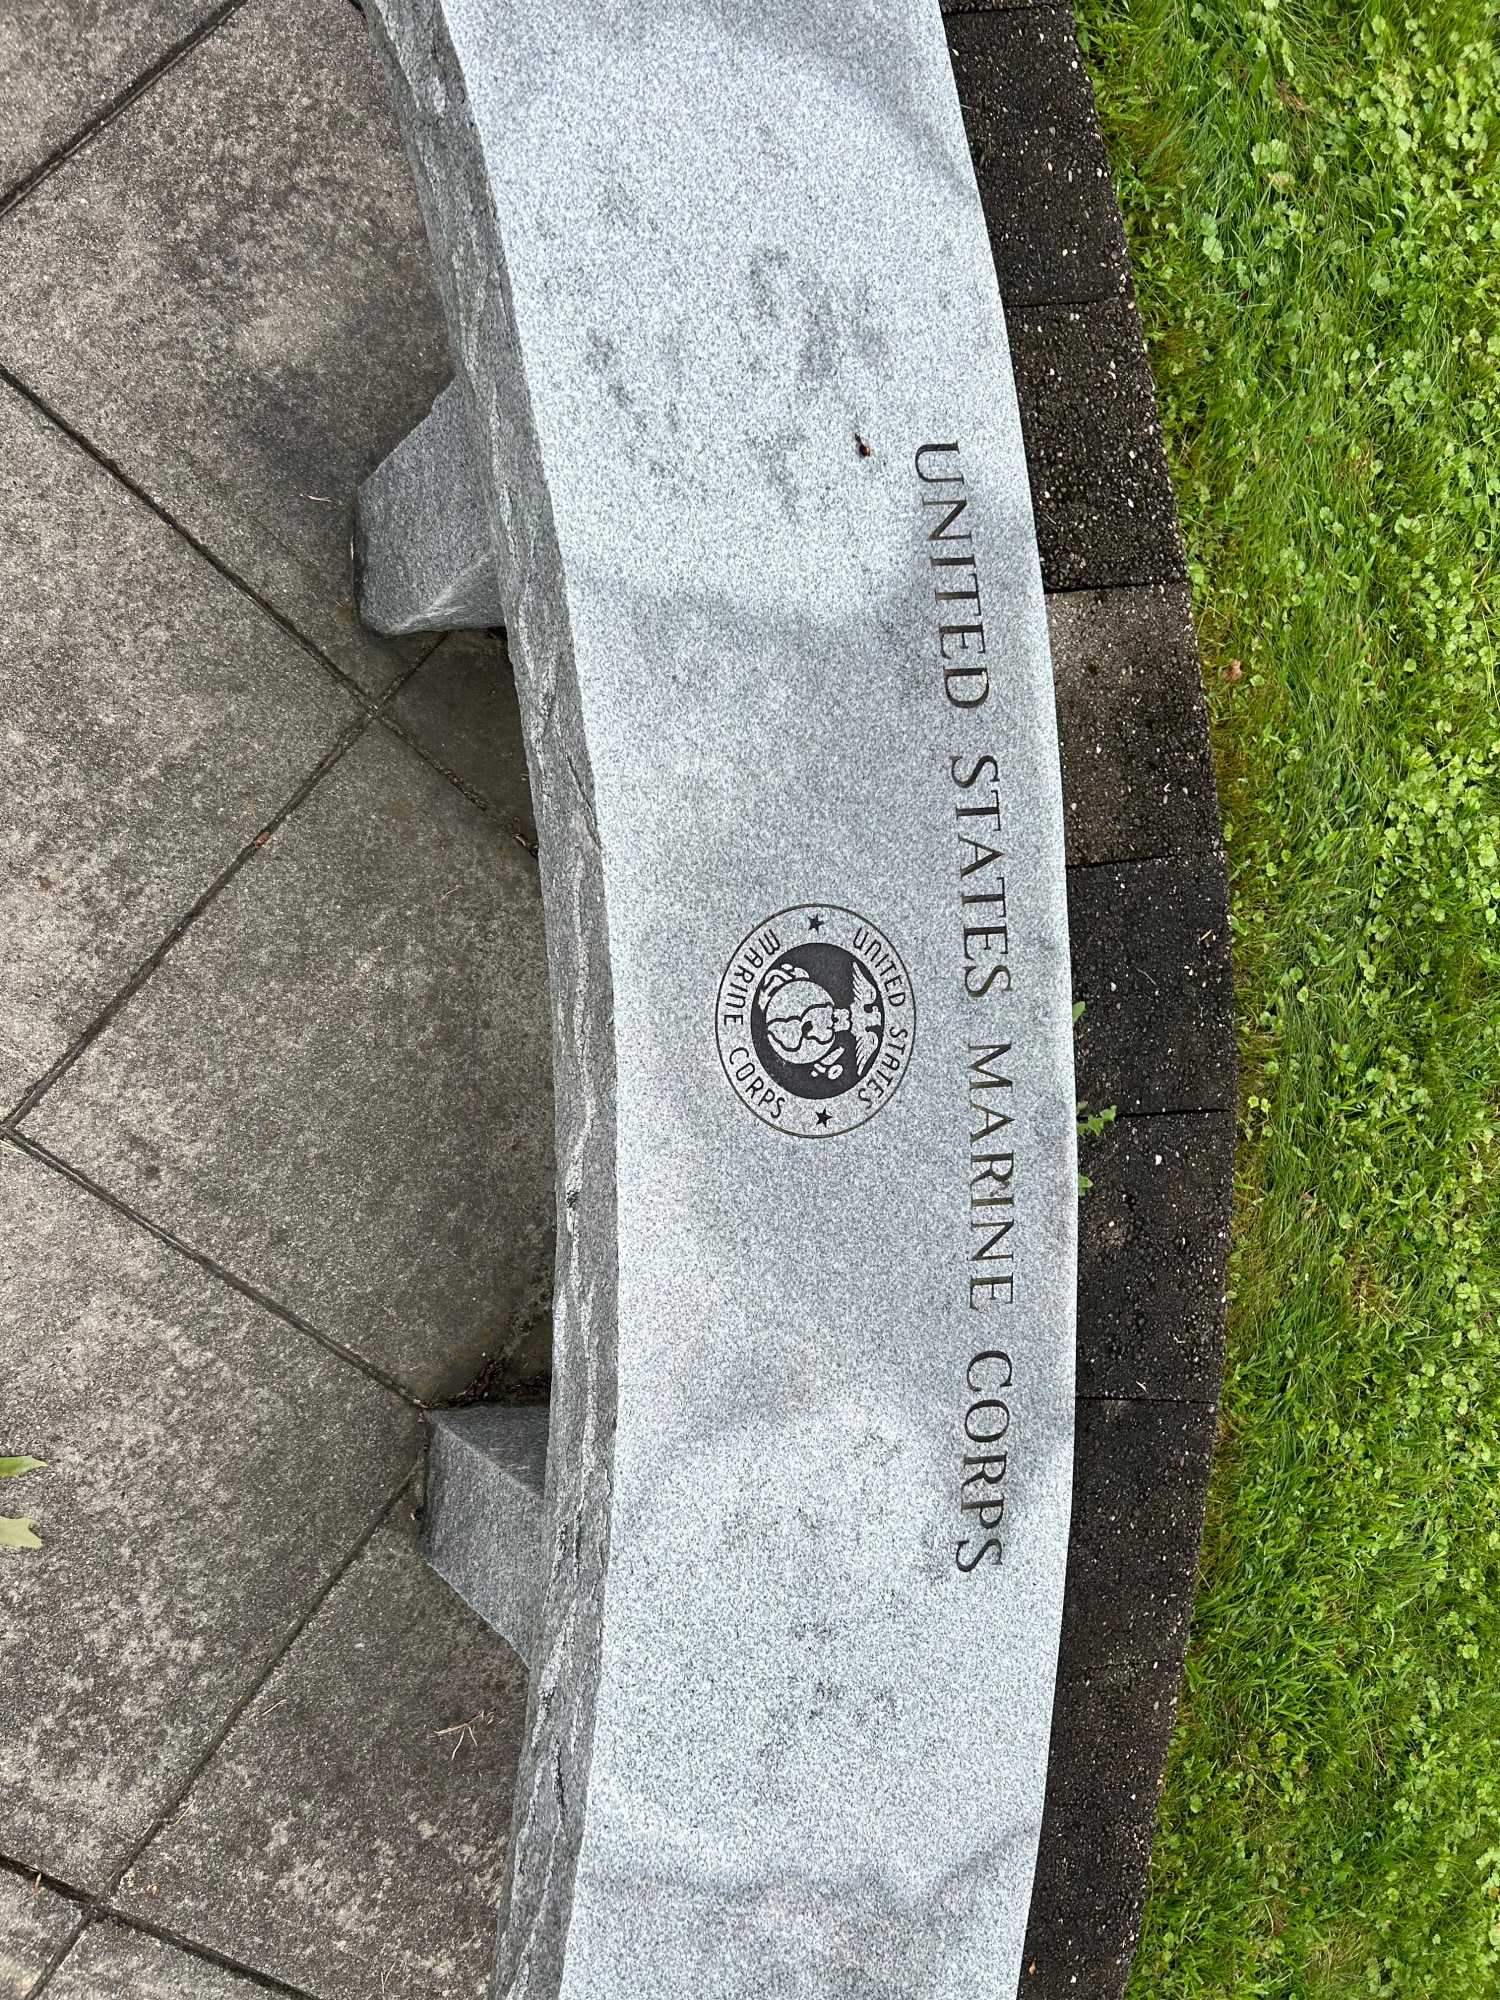 UNITED STATES MARINE CORPS
UNITED STATES
MARINE CORPS